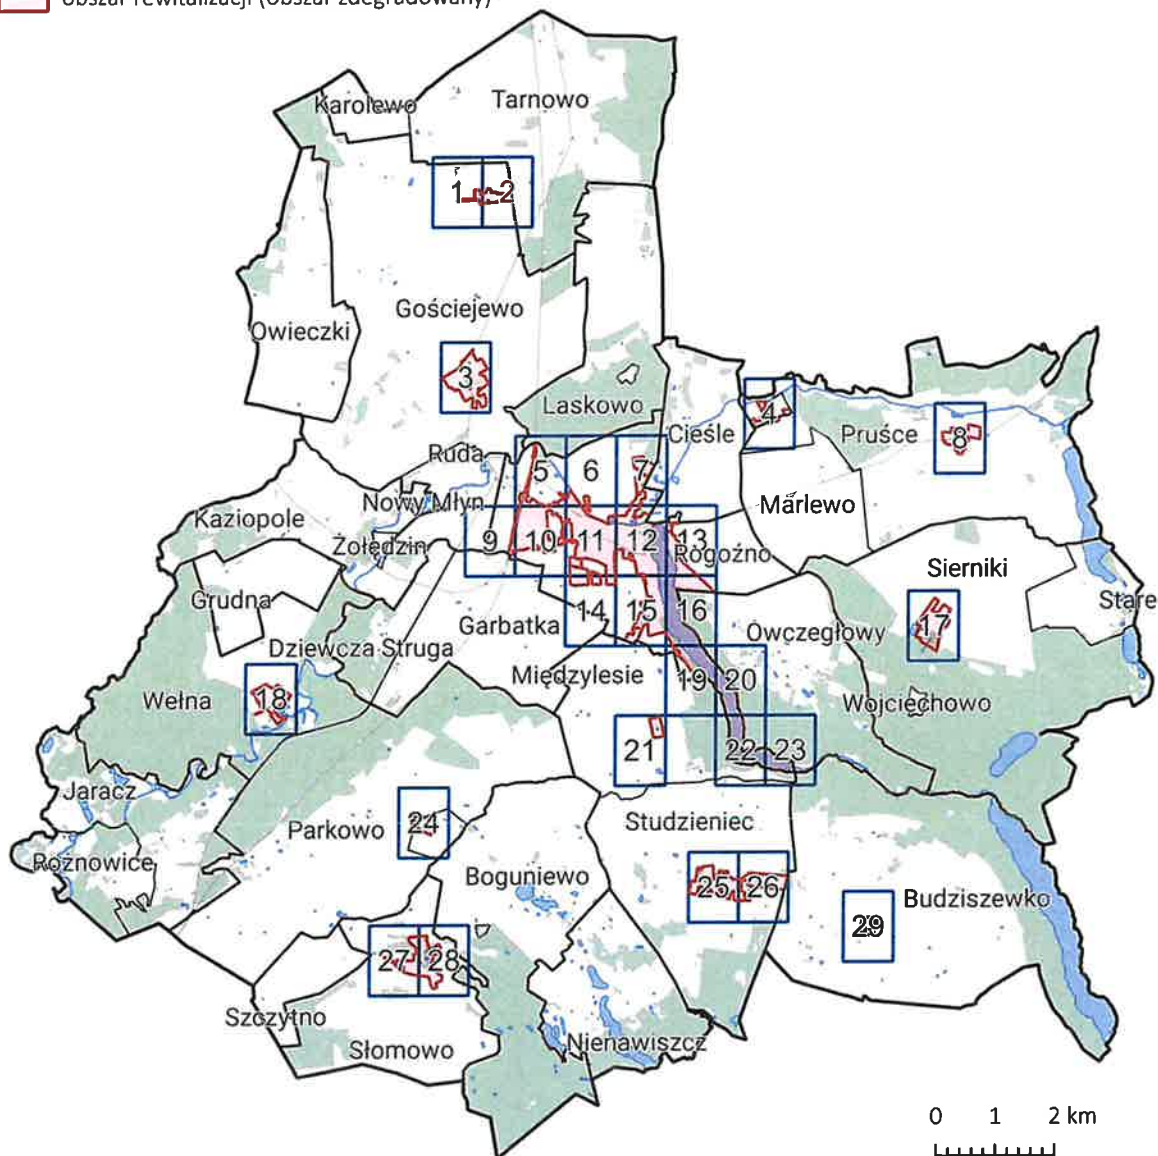 obszar rewitalizacji (obszar zdegradowany)
Karolewo
Tarnowo
1
2
Gościejewo
Owieczki
3
Laskowo
Cieśle
4
Pruśce
8
Ruda
5
6
7
Nowy Młyn
Marlewo
Kaziopole
Żołędzin
9
10
11
12
13
Rogoźno
Sierniki
Grudna
Stare
14
15
16
17
Garbatka
Owczegłowy
Dziewcza Struga
Międzylesie
19
20
Wełna
18
Wojciechowo
21
22
23
Jaracz
Parkowo
24
Studzieniec
Rożnowice
Boguniewo
25
26
Budziszewko
29
27
28
Szczytno
Słomowo
Nienawiszcz
0 1 2 km